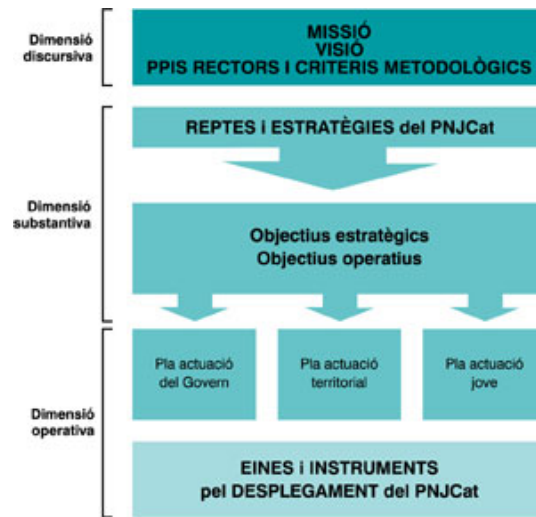 Dimensió
discursiva
MISSIÓ
VISIÓ
PPIS RECTORS I CRITERIS METODOLÒGICS
Dimensió
substantiva
REPTES i ESTRATÈGIES del PNJCat
Objectius estratègics
Objectius operatius
Dimensió
operativa
Pla actuació
del Govern
Pla actuació
territorial
Pla actuació
jove
EINES i INSTRUMENTS
pel DESPLEGAMENT del PNJCat